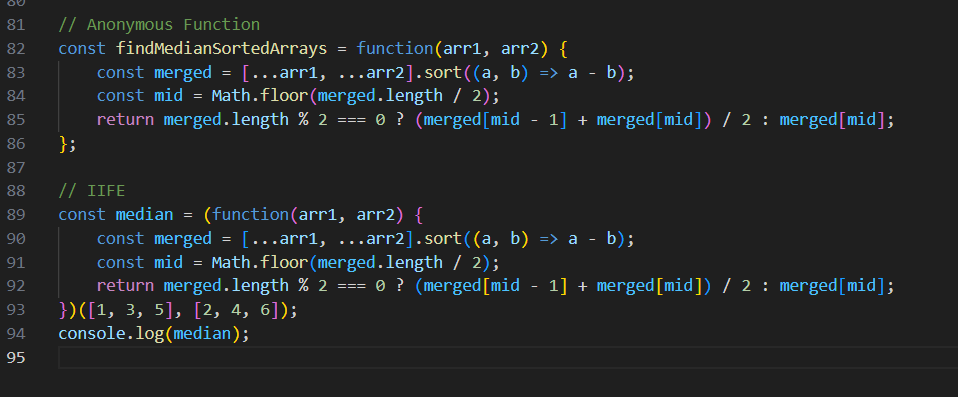 80
81 // Anonymous Function
82 const findMedianSortedArrays = function(arr1, arr2) {
83     const merged = [...arr1, ...arr2].sort((a, b) => a - b);
84     const mid = Math.floor(merged.length / 2);
85     return merged.length % 2 === 0 ? (merged[mid - 1] + merged[mid]) / 2 : merged[mid];
86 };
87
88 // IIFE
89 const median = (function(arr1, arr2) {
90     const merged = [...arr1, ...arr2].sort((a, b) => a - b);
91     const mid = Math.floor(merged.length / 2);
92     return merged.length % 2 === 0 ? (merged[mid - 1] + merged[mid]) / 2 : merged[mid];
93 })([1, 3, 5], [2, 4, 6]);
94 console.log(median);
95